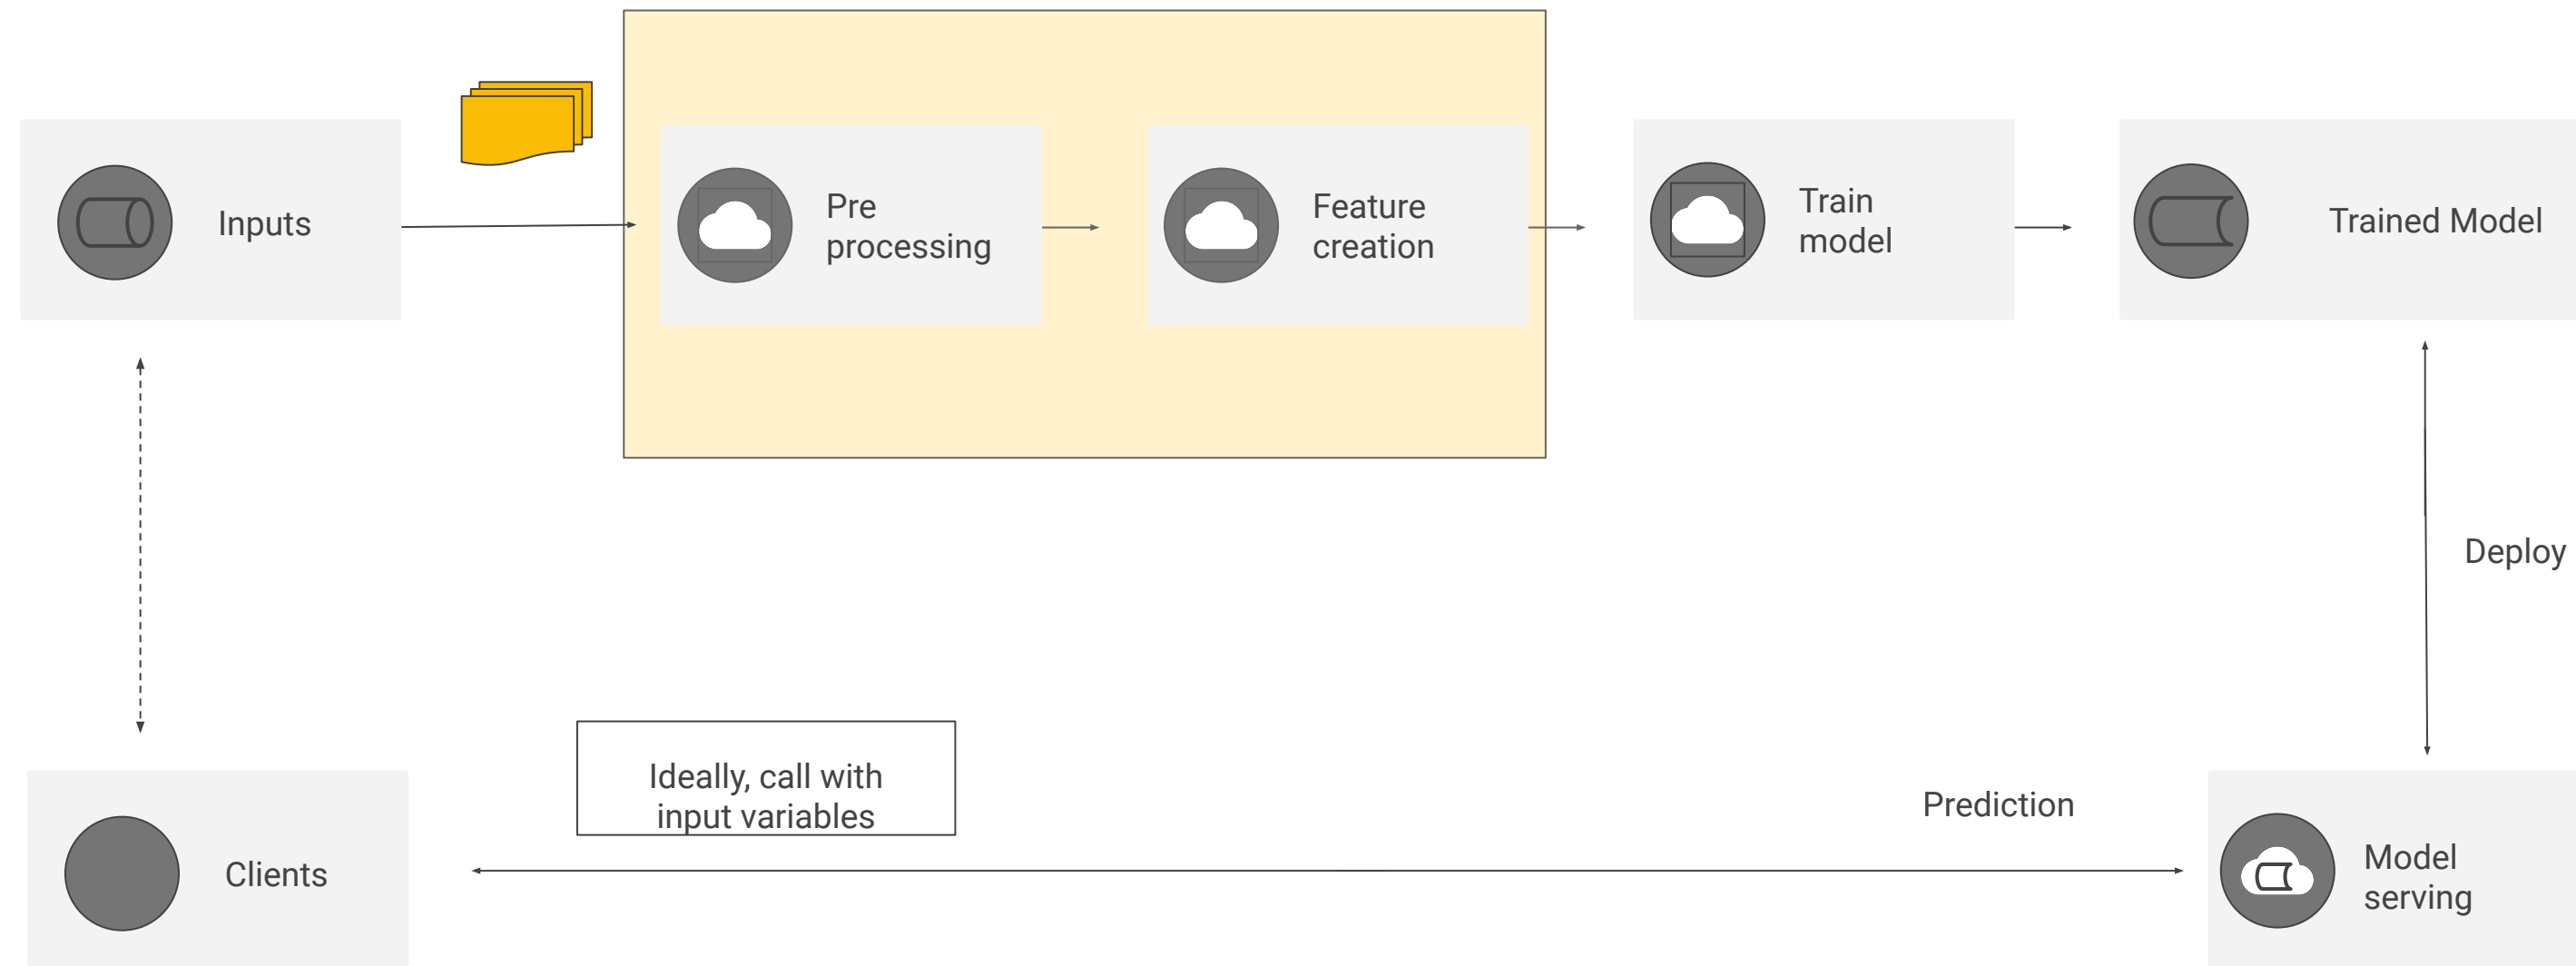 Inputs
Pre
processing
Feature
creation
Train
model
Trained Model
Deploy
Ideally, call with
input variables
Prediction
Clients
Model
serving